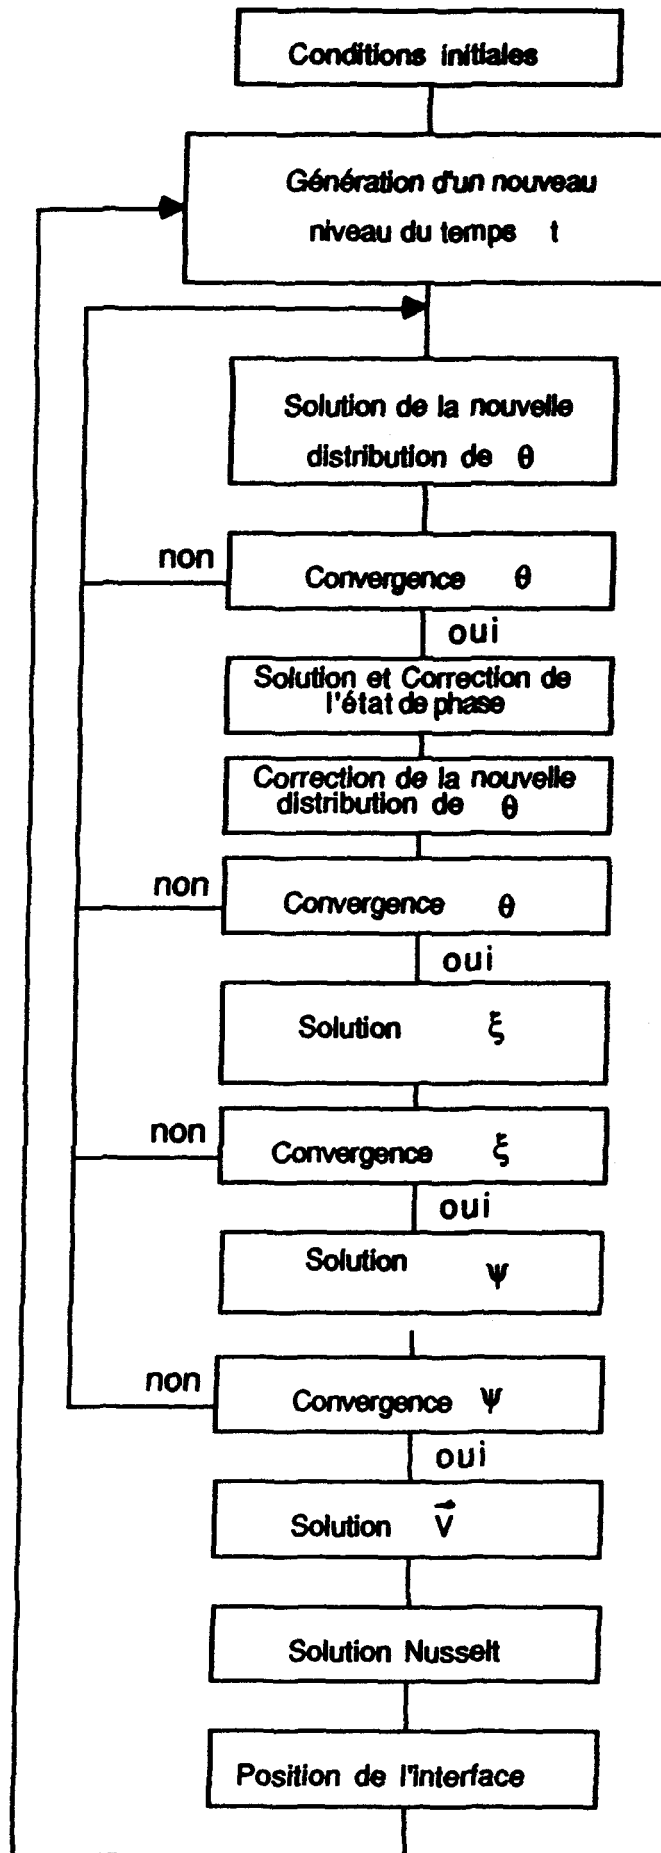 Conditions initiales
Génération d'un nouveau
niveau du temps t
Solution de la nouvelle
distribution de θ
non
Convergence θ
oui
Solution et Correction de
l'état de phase
Correction de la nouvelle
distribution de θ
non
Convergence θ
oui
Solution ξ
non
Convergence ξ
oui
Solution ψ
non
Convergence ψ
oui
Solution V⃗
Solution Nusselt
Position de l'interface